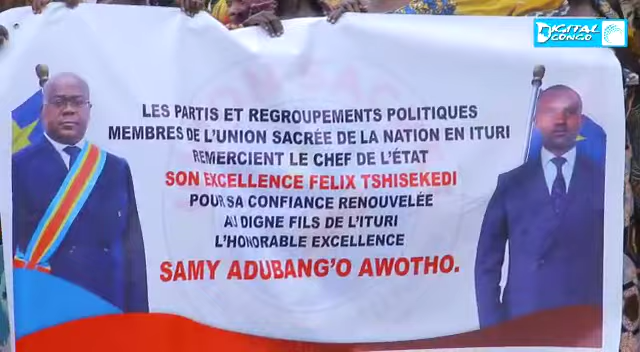 DIGITAL
CONGO
LES PARTIS ET REGROUPEMENTS POLITIQUES
MEMBRES DE L'UNION SACRÉE DE LA NATION EN ITURI
REMERCIENT LE CHEF DE L'ÉTAT
SON EXCELLENCE FELIX TSHISEKEDI
POUR SA CONFIANCE RENOUVELÉE
AU DIGNE FILS DE L'ITURI
L'HONORABLE EXCELLENCE
SAMY ADUBANG'O AWOTHO.